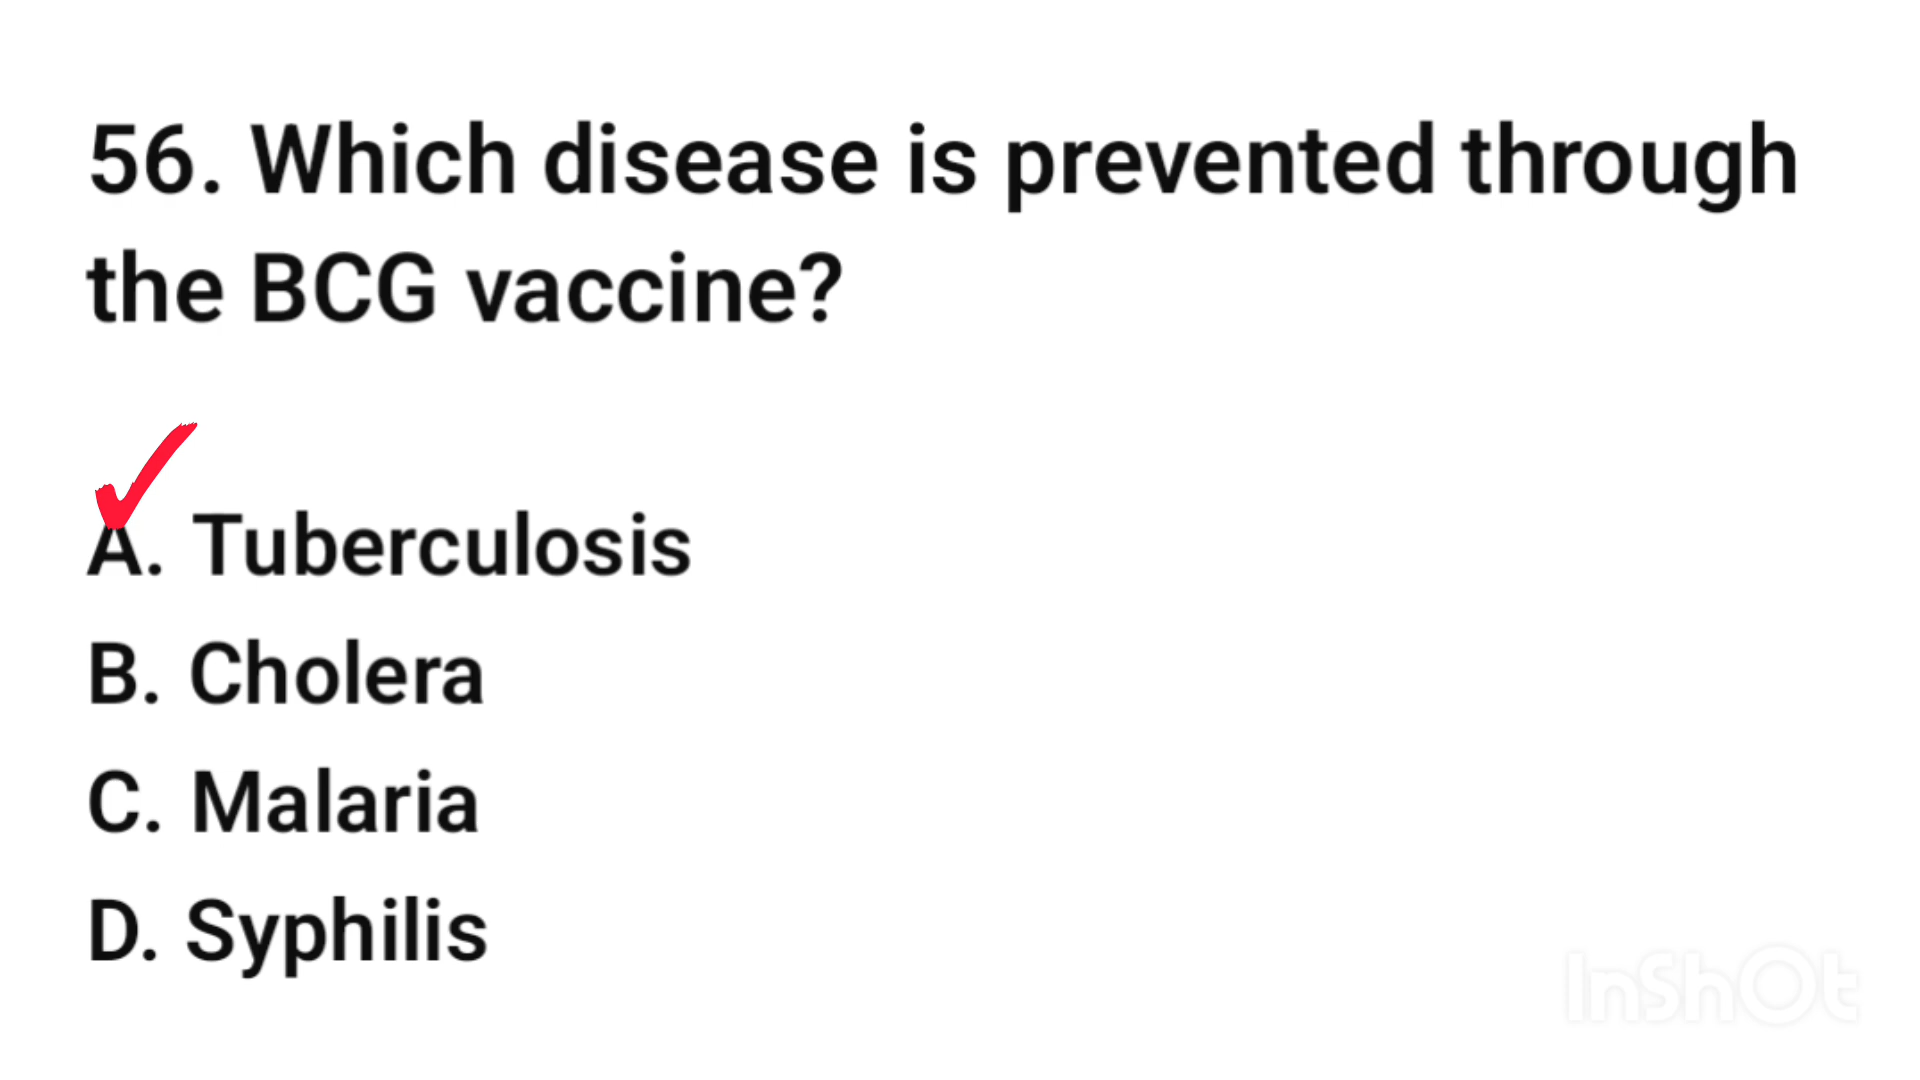 56. Which disease is prevented through
the BCG vaccine?
A. Tuberculosis
B. Cholera
C. Malaria
D. Syphilis
InShOt